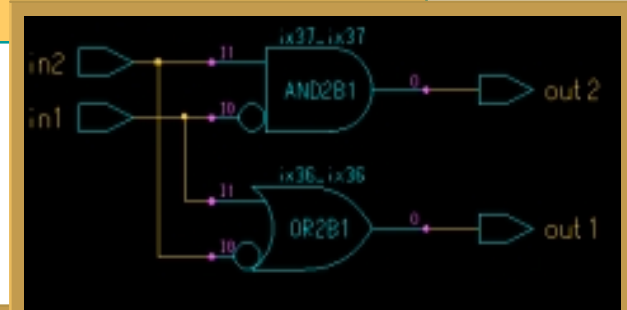 ix37_ix37
in2 I1
AND2B1 O out 2
in1 I0
ix36_ix36
I1
OR2B1 O out 1
I0